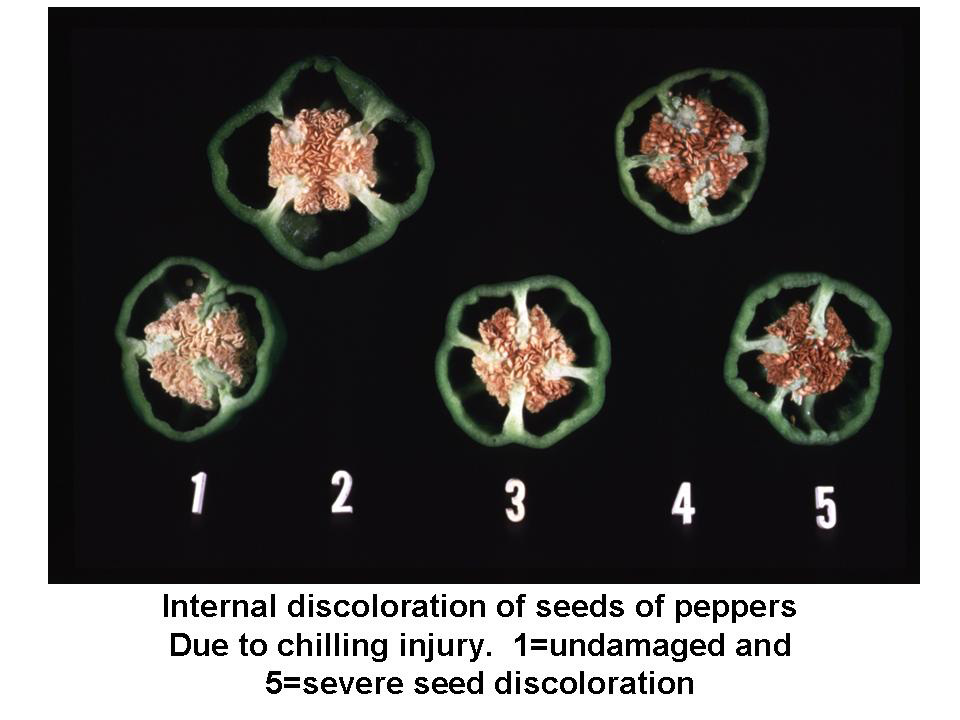 1 2 3 4 5
Internal discoloration of seeds of peppers
Due to chilling injury.  1=undamaged and
5=severe seed discoloration